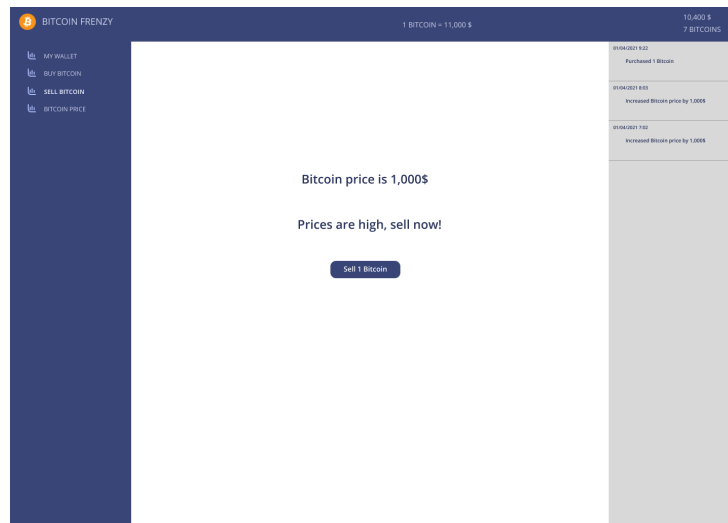 BITCOIN FRENZY
1 BITCOIN = 11,000 $
10,400 $
7 BITCOINS
MY WALLET
BUY BITCOIN
SELL BITCOIN
BITCOIN PRICE
Bitcoin price is 1,000$
Prices are high, sell now!
Sell 1 Bitcoin
01/04/2021 9:22
Purchased 1 Bitcoin
01/04/2021 8:03
Increased Bitcoin price by 1,000$
01/04/2021 7:02
Increased Bitcoin price by 1,000$